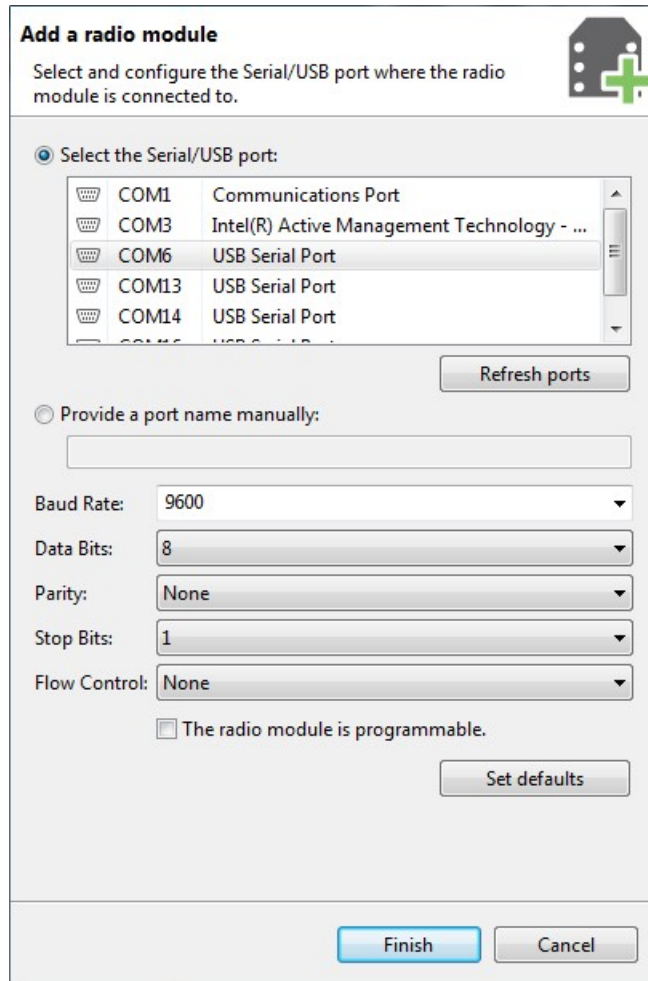 Add a radio module
Select and configure the Serial/USB port where the radio
module is connected to.
Select the Serial/USB port:
COM1 Communications Port
COM3 Intel(R) Active Management Technology - ...
COM6 USB Serial Port
COM13 USB Serial Port
COM14 USB Serial Port
Refresh ports
Provide a port name manually:
Baud Rate: 9600
Data Bits: 8
Parity: None
Stop Bits: 1
Flow Control: None
The radio module is programmable.
Set defaults
Finish Cancel